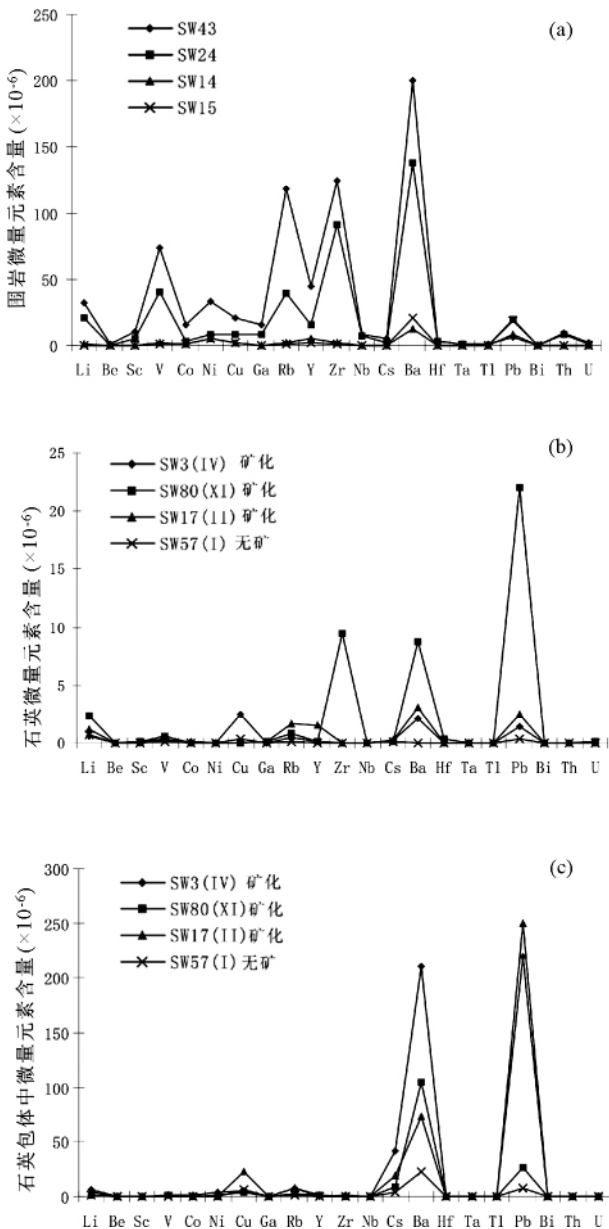 (a)
SW43
SW24
SW14
SW15
围岩微量元素含量(×10⁻⁶)
250
200
150
100
50
0
Li Be Sc V Co Ni Cu Ga Rb Y Zr Nb Cs Ba Hf Ta Tl Pb Bi Th U
(b)
SW3(IV) 矿化
SW80(XI)矿化
SW17(II)矿化
SW57(I) 无矿
石英微量元素含量(×10⁻⁶)
25
20
15
10
5
0
Li Be Sc V Co Ni Cu Ga Rb Y Zr Nb Cs Ba Hf Ta Tl Pb Bi Th U
(c)
SW3(IV) 矿化
SW80(XI)矿化
SW17(II)矿化
SW57(I)无矿
石英包体中微量元素含量(×10⁻⁶)
300
250
200
150
100
50
0
Li Be Sc V Co Ni Cu Ga Rb Y Zr Nb Cs Ba Hf Ta Tl Pb Bi Th U